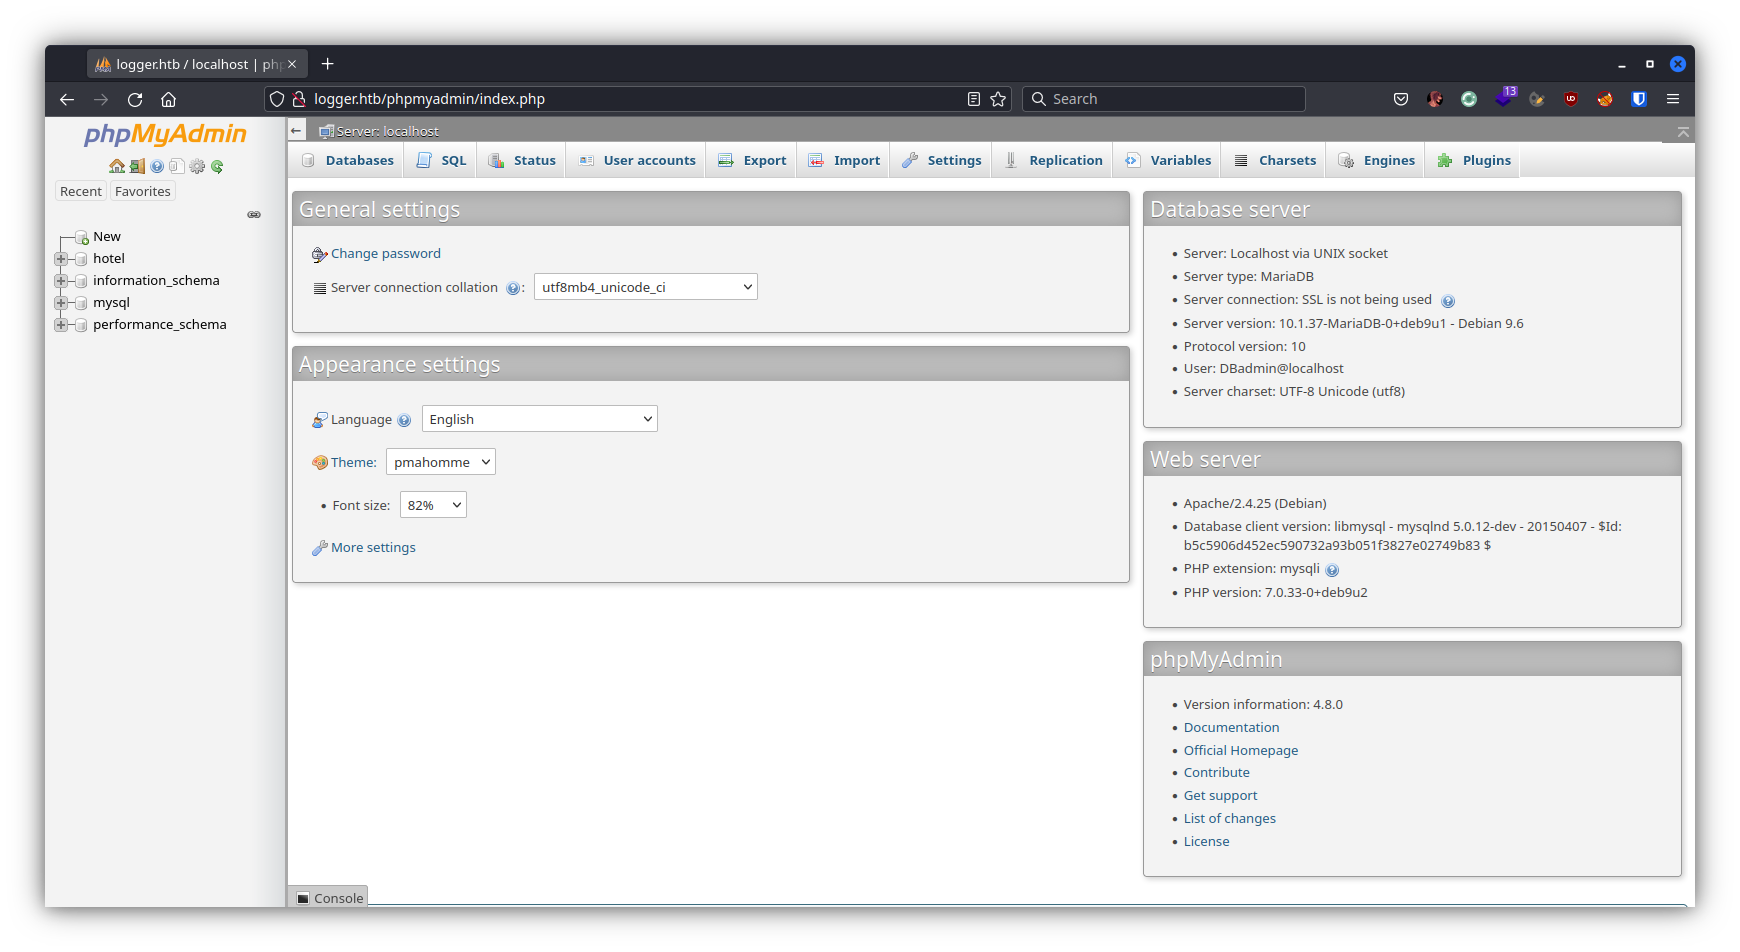 logger.htb / localhost | php
logger.htb/phpmyadmin/index.php
Search
13
phpMyAdmin
Recent
Favorites
New
hotel
information_schema
mysql
performance_schema
Server: localhost
Databases
SQL
Status
User accounts
Export
Import
Settings
Replication
Variables
Charsets
Engines
Plugins
General settings
Change password
Server connection collation :
utf8mb4_unicode_ci
Appearance settings
Language
English
Theme:
pmahomme
Font size:
82%
More settings
Database server
Server: Localhost via UNIX socket
Server type: MariaDB
Server connection: SSL is not being used
Server version: 10.1.37-MariaDB-0+deb9u1 - Debian 9.6
Protocol version: 10
User: DBadmin@localhost
Server charset: UTF-8 Unicode (utf8)
Web server
Apache/2.4.25 (Debian)
Database client version: libmysql - mysqlnd 5.0.12-dev - 20150407 - $Id:
b5c5906d452ec590732a93b051f3827e02749b83 $
PHP extension: mysqli
PHP version: 7.0.33-0+deb9u2
phpMyAdmin
Version information: 4.8.0
Documentation
Official Homepage
Contribute
Get support
List of changes
License
Console